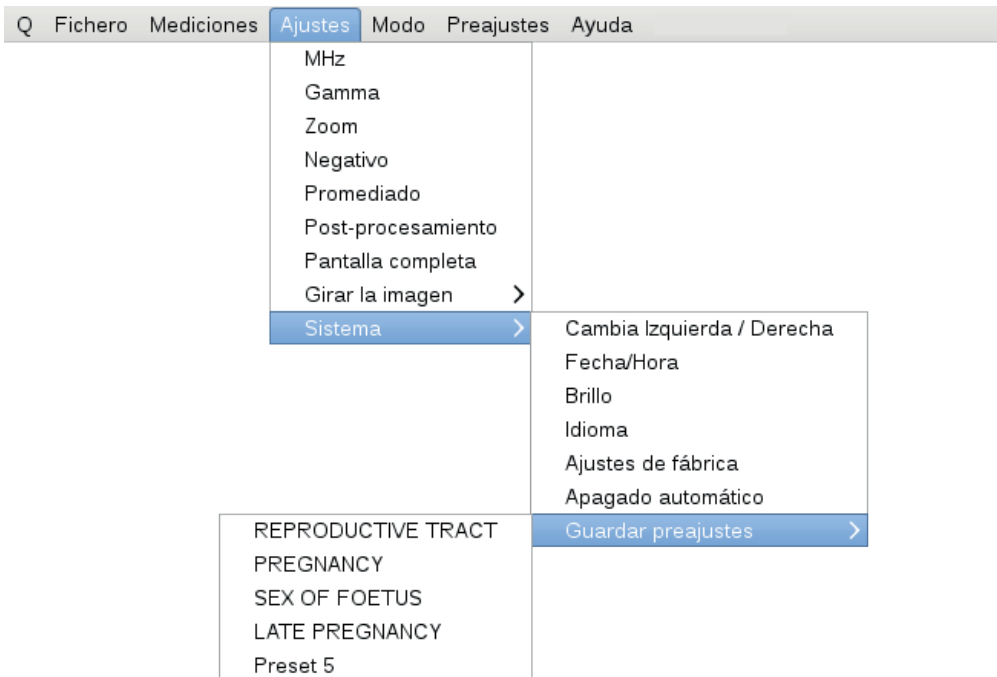 Q Fichero Mediciones Ajustes Modo Preajustes Ayuda
MHz
Gamma
Zoom
Negativo
Promediado
Post-procesamiento
Pantalla completa
Girar la imagen
Sistema
Cambia Izquierda / Derecha
Fecha/Hora
Brillo
Idioma
Ajustes de fábrica
Apagado automático
Guardar preajustes
REPRODUCTIVE TRACT
PREGNANCY
SEX OF FOETUS
LATE PREGNANCY
Preset 5